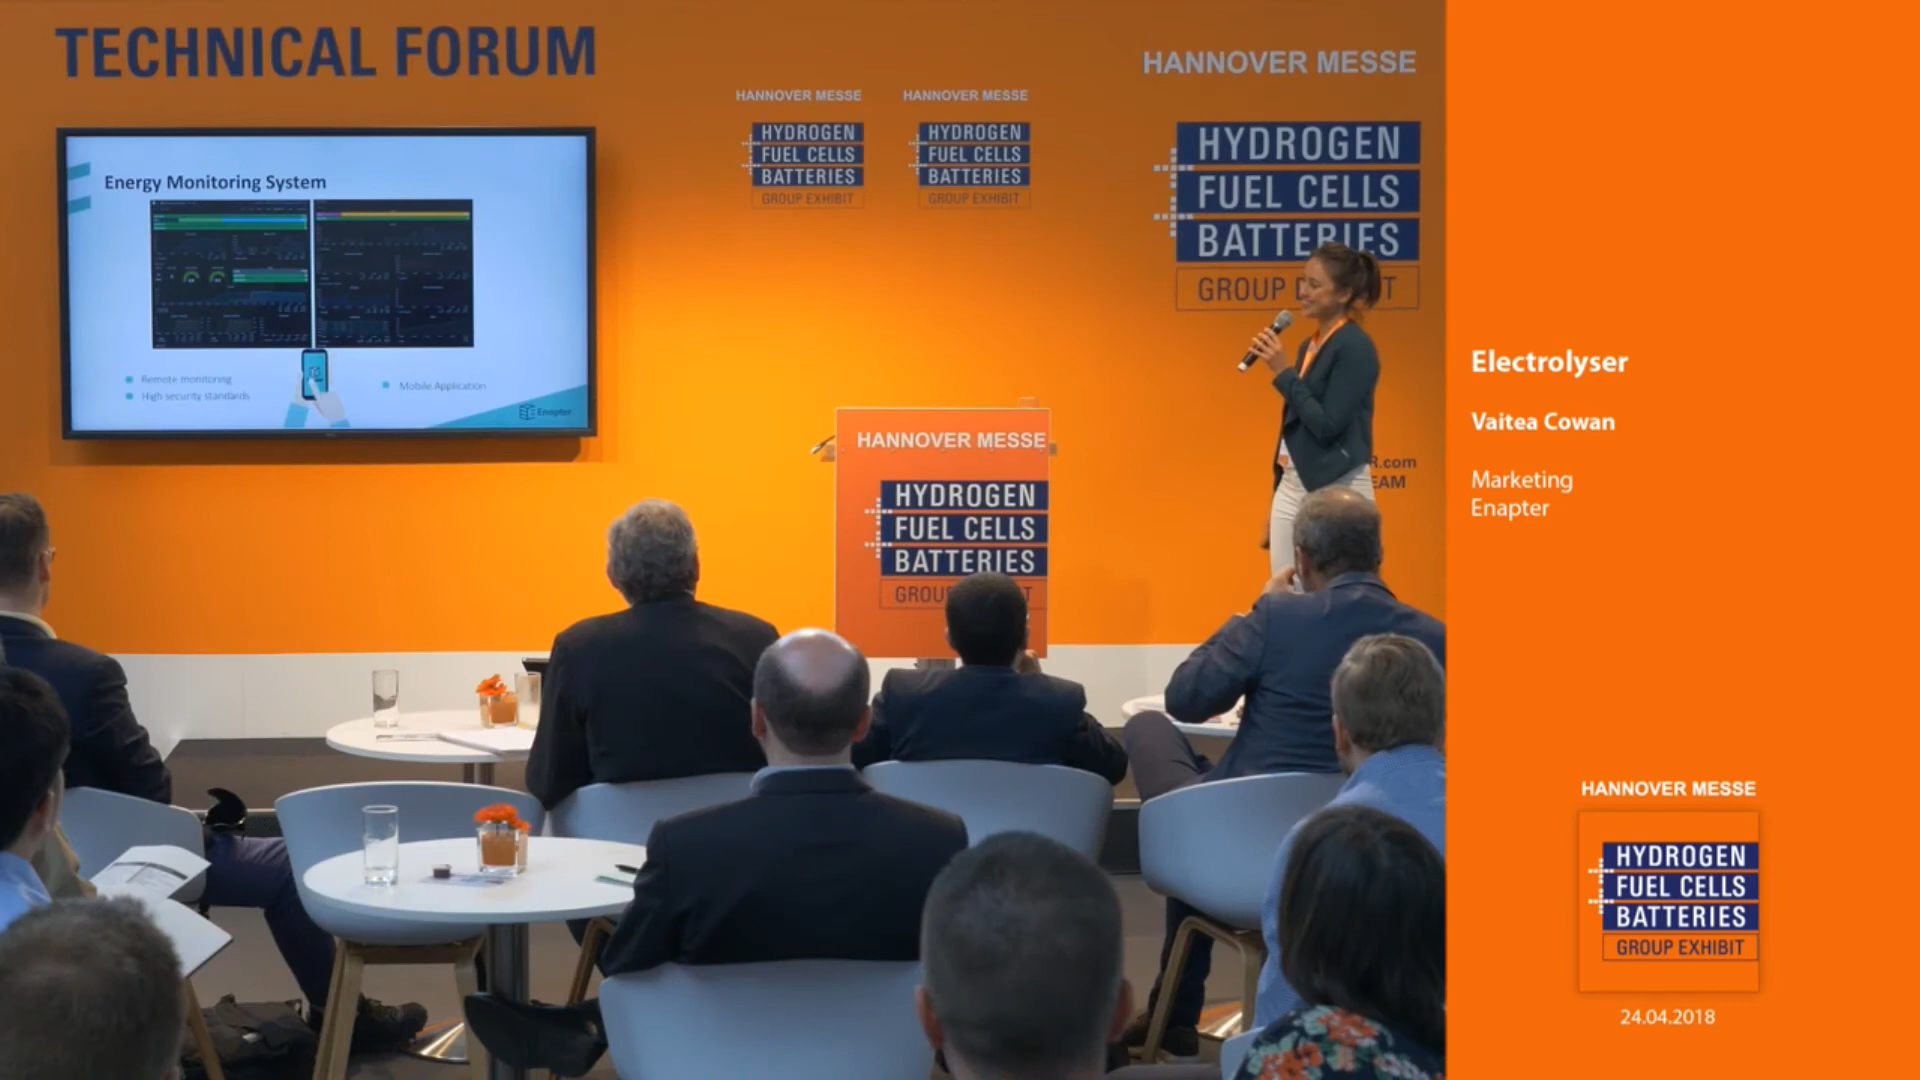 TECHNICAL FORUM
Energy Monitoring System
Remote monitoring
High security standards
Mobile Application
Enapter
HANNOVER MESSE
HYDROGEN
FUEL CELLS
BATTERIES
GROUP EXHIBIT
HANNOVER MESSE
HYDROGEN
FUEL CELLS
BATTERIES
GROUP EXHIBIT
HANNOVER MESSE
HYDROGEN
FUEL CELLS
BATTERIES
GROUP
R.com
EAM
HANNOVER MESSE
HYDROGEN
FUEL CELLS
BATTERIES
Electrolyser
Vaitea Cowan
Marketing
Enapter
HANNOVER MESSE
HYDROGEN
FUEL CELLS
BATTERIES
GROUP EXHIBIT
24.04.2018